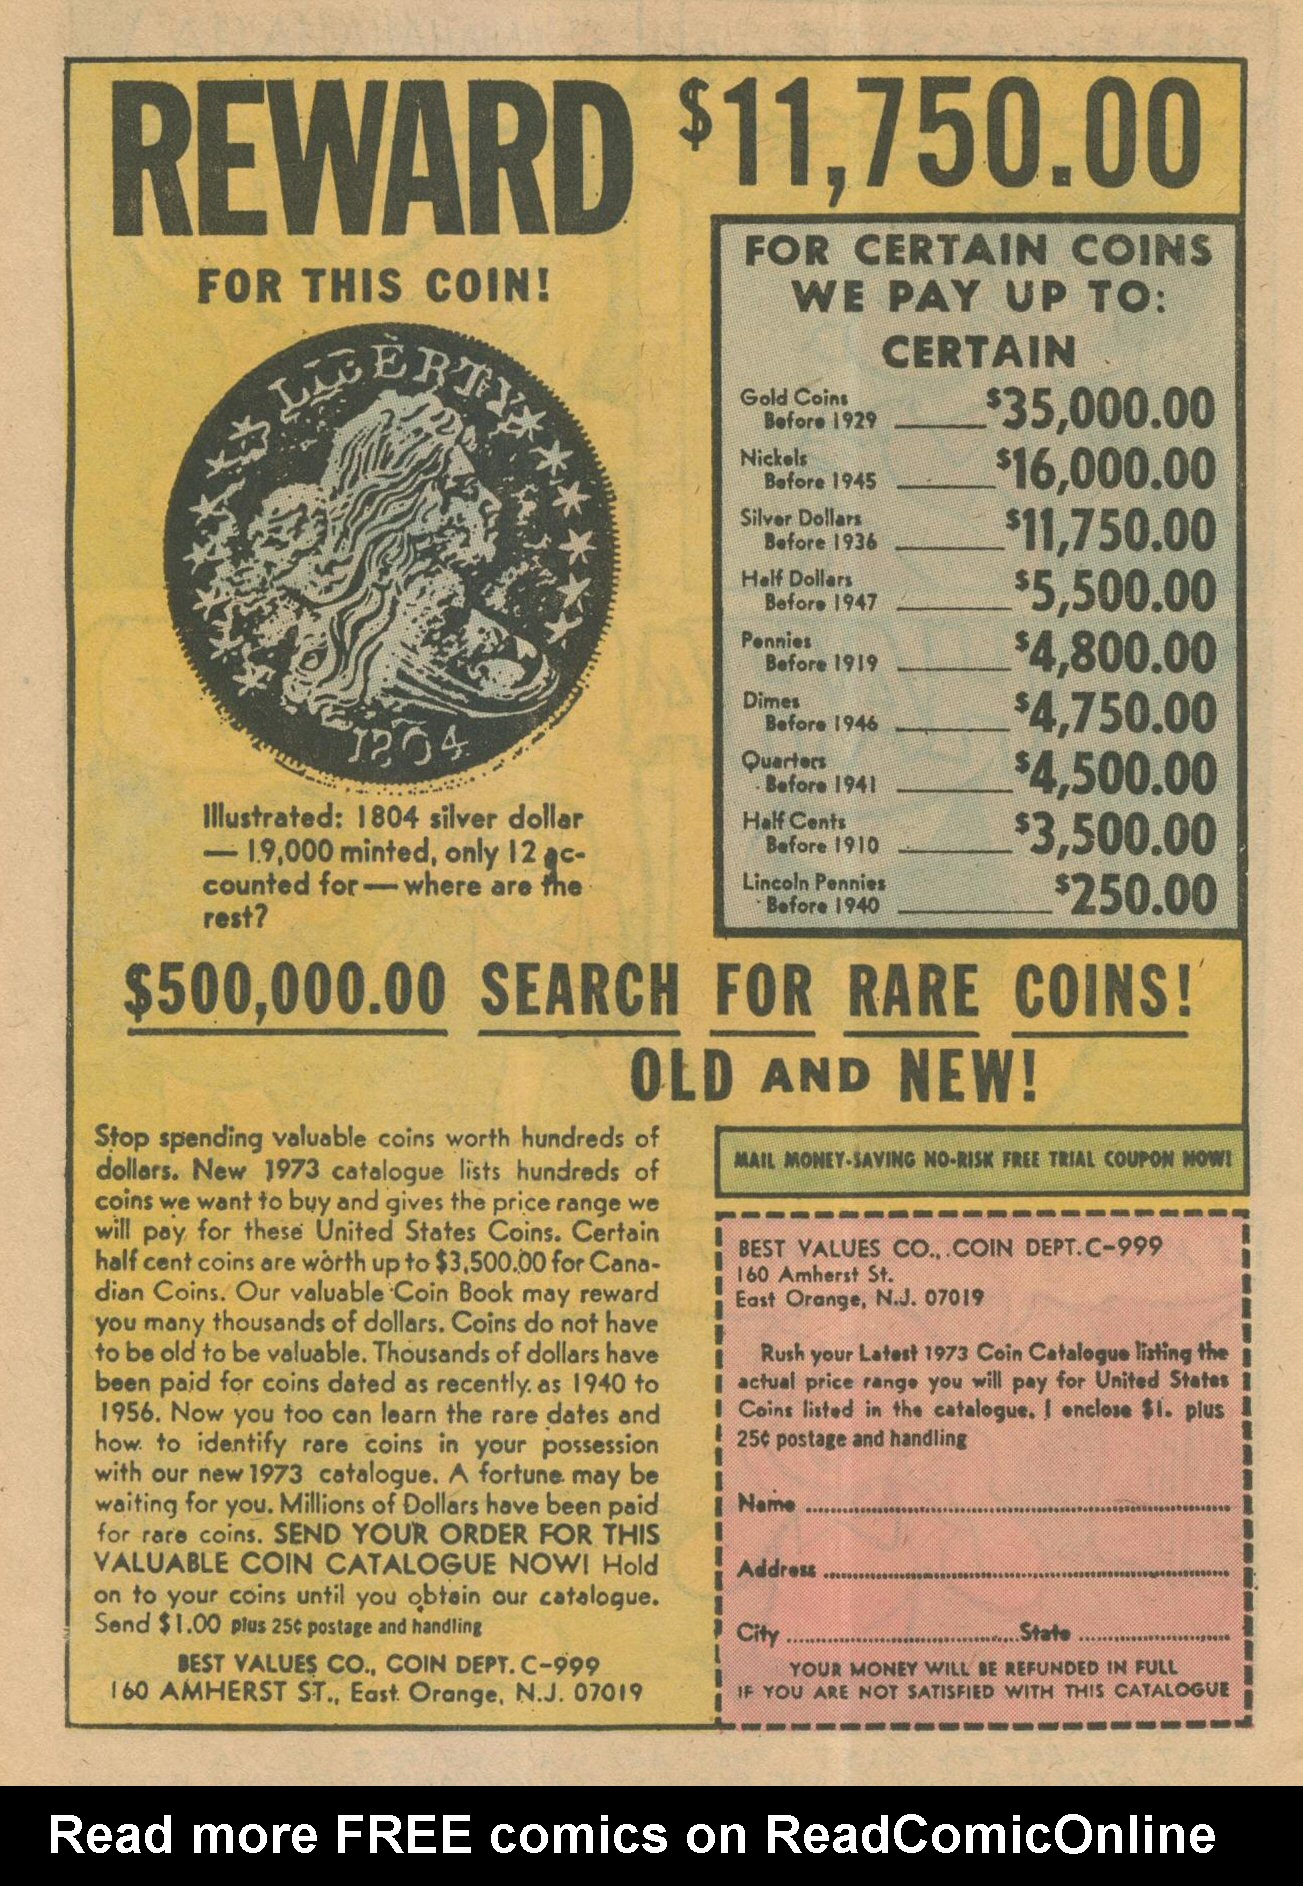 REWARD $11,750.00
FOR THIS COIN!
LIBERTY
1804
Illustrated: 1804 silver dollar
— 19,000 minted, only 12 ac-
counted for — where are the
rest?
FOR CERTAIN COINS
WE PAY UP TO:
CERTAIN
Gold Coins
Before 1929 $35,000.00
Nickels
Before 1945 $16,000.00
Silver Dollars
Before 1936 $11,750.00
Half Dollars
Before 1947 $5,500.00
Pennies
Before 1919 $4,800.00
Dimes
Before 1946 $4,750.00
Quarters
Before 1941 $4,500.00
Half Cents
Before 1910 $3,500.00
Lincoln Pennies
Before 1940 $250.00
$500,000.00 SEARCH FOR RARE COINS!
OLD AND NEW!
Stop spending valuable coins worth hundreds of
dollars. New 1973 catalogue lists hundreds of
coins we want to buy and gives the price range we
will pay for these United States Coins. Certain
half cent coins are worth up to $3,500.00 for Cana-
dian Coins. Our valuable Coin Book may reward
you many thousands of dollars. Coins do not have
to be old to be valuable. Thousands of dollars have
been paid for coins dated as recently as 1940 to
1956. Now you too can learn the rare dates and
how to identify rare coins in your possession
with our new 1973 catalogue. A fortune may be
waiting for you. Millions of Dollars have been paid
for rare coins. SEND YOUR ORDER FOR THIS
VALUABLE COIN CATALOGUE NOW! Hold
on to your coins until you obtain our catalogue.
Send $1.00 plus 25¢ postage and handling
BEST VALUES CO., COIN DEPT. C-999
160 AMHERST ST., East Orange, N.J. 07019
MAIL MONEY-SAVING NO-RISK FREE TRIAL COUPON NOW!
BEST VALUES CO., COIN DEPT. C-999
160 Amherst St.
East Orange, N.J. 07019
Rush your Latest 1973 Coin Catalogue listing the
actual price range you will pay for United States
Coins listed in the catalogue. I enclose $1. plus
25¢ postage and handling
Name
Address
City State
YOUR MONEY WILL BE REFUNDED IN FULL
IF YOU ARE NOT SATISFIED WITH THIS CATALOGUE
Read more FREE comics on ReadComicOnline